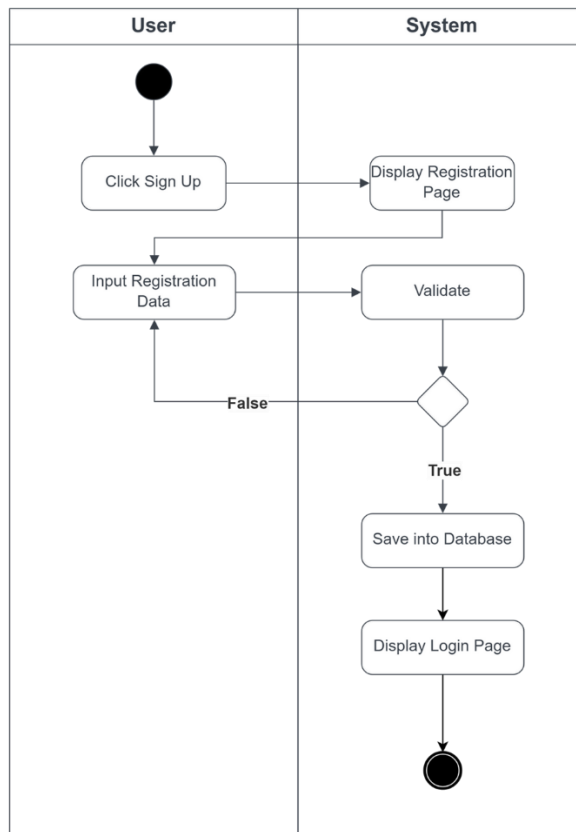 User
System
Click Sign Up
Display Registration
Page
Input Registration
Data
Validate
False
True
Save into Database
Display Login Page